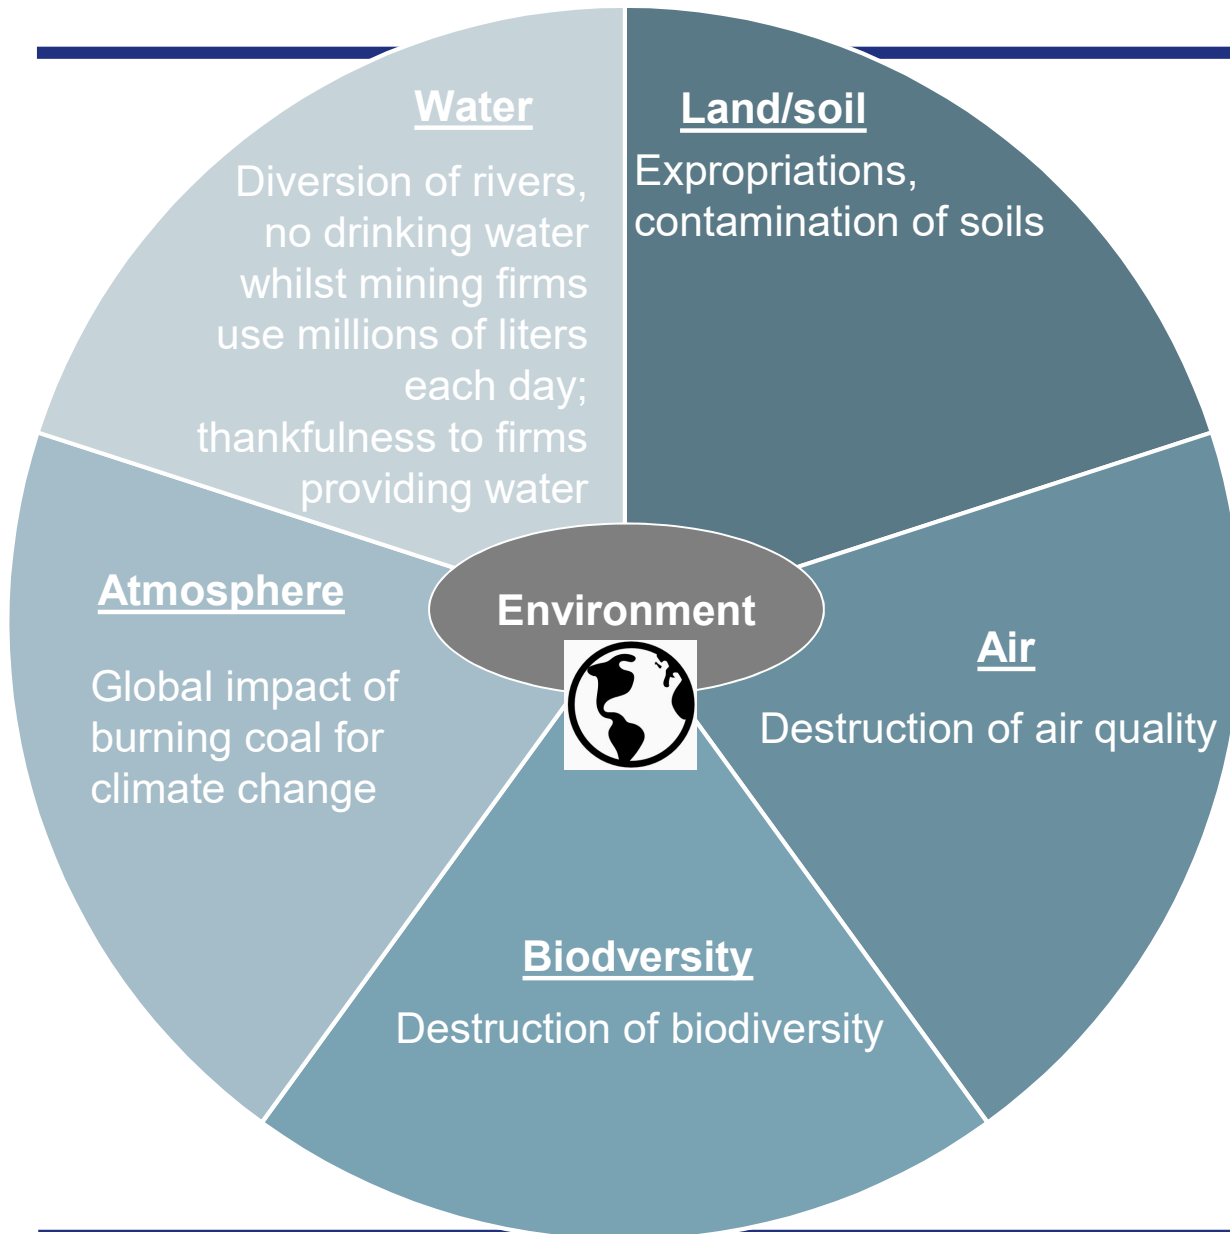 Water
Diversion of rivers,
no drinking water
whilst mining firms
use millions of liters
each day;
thankfulness to firms
providing water
Land/soil
Expropriations,
contamination of soils
Atmosphere
Global impact of
burning coal for
climate change
Environment
Air
Destruction of air quality
Biodversity
Destruction of biodiversity